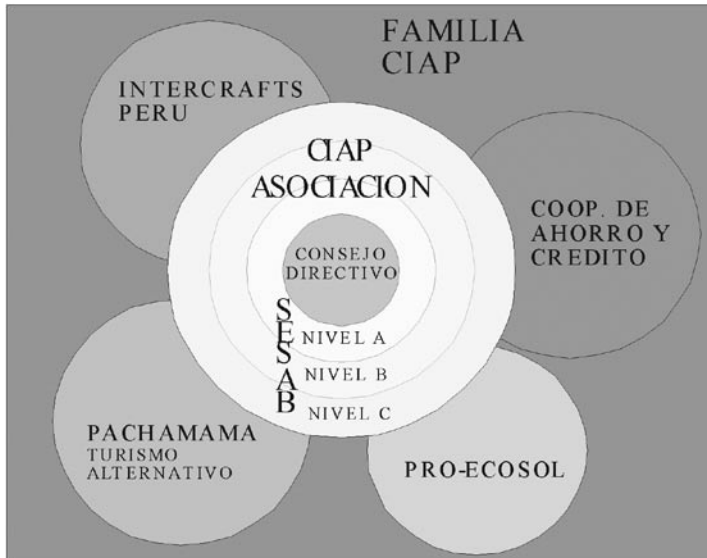 FAMILIA
CIAP
INTERCRAFTS
PERU
CIAP
ASOCIACION
COOP. DE
AHORRO Y
CREDITO
CONSEJO
DIRECTIVO
BASES
NIVEL A
NIVEL B
NIVEL C
PACHAMAMA
TURISMO
ALTERNATIVO
PRO-ECOSOL